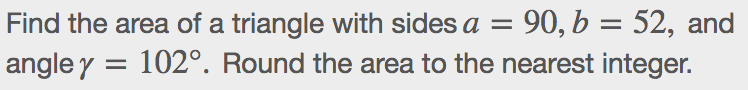 Find the area of a triangle with sides a = 90, b = 52, and
angle γ = 102°. Round the area to the nearest integer.